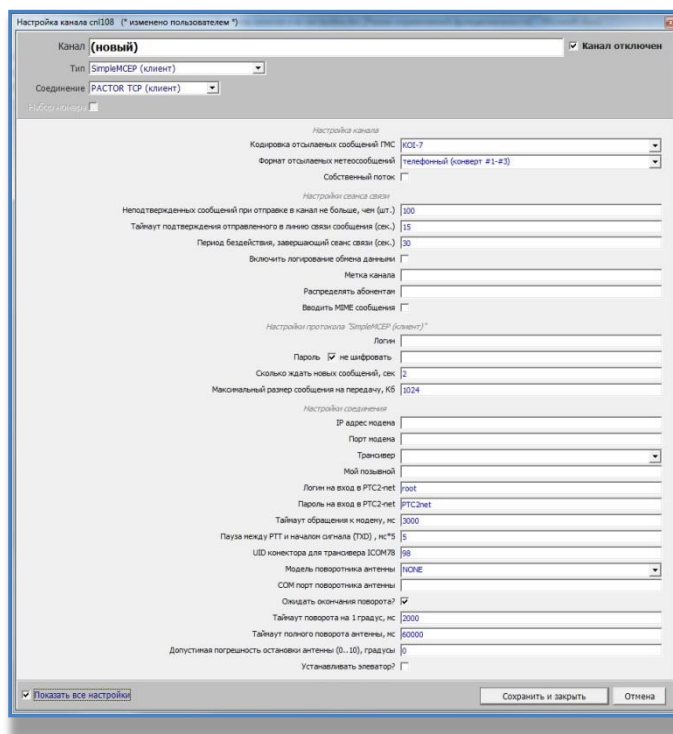 Настройка канала cnl108 (* изменено пользователем *)
Канал (новый) Канал отключен
Тип SimpleMCEP (клиент)
Соединение PACTOR TCP (клиент)
Набор номера
Настройка канала
Кодировка отсылаемых сообщений ГМС KOI-7
Формат отсылаемых метеосообщений телефонный (конверт #1-#3)
Собственный поток
Настройки сеанса связи
Неподтвержденных сообщений при отправке в канал не больше, чем (шт.) 100
Таймаут подтверждения отправленного в линию связи сообщения (сек.) 15
Период бездействия, завершающий сеанс связи (сек.) 30
Включить логирование обмена данными
Метка канала
Распределять абонентам
Вводить MIME сообщения
Настройки протокола "SimpleMCEP (клиент)"
Логин
Пароль не шифровать
Сколько ждать новых сообщений, сек 2
Максимальный размер сообщения на передачу, Кб 1024
Настройки соединения
IP адрес модема
Порт модема
Трансивер
Мой позывной
Логин на вход в PTC2-net root
Пароль на вход в PTC2-net PTC2net
Таймаут обращения к модему, мс 3000
Пауза между PTT и началом сигнала (TXD) , мс*5 5
UID конектора для трансивера ICOM78 98
Модель поворотника антенны NONE
COM порт поворотника антенны
Ожидать окончания поворота?
Таймаут поворота на 1 градус, мс 2000
Таймаут полного поворота антенны, мс 60000
Допустимая погрешность остановки антенны (0..10), градусы 0
Устанавливать элеватор?
Показать все настройки Сохранить и закрыть Отмена